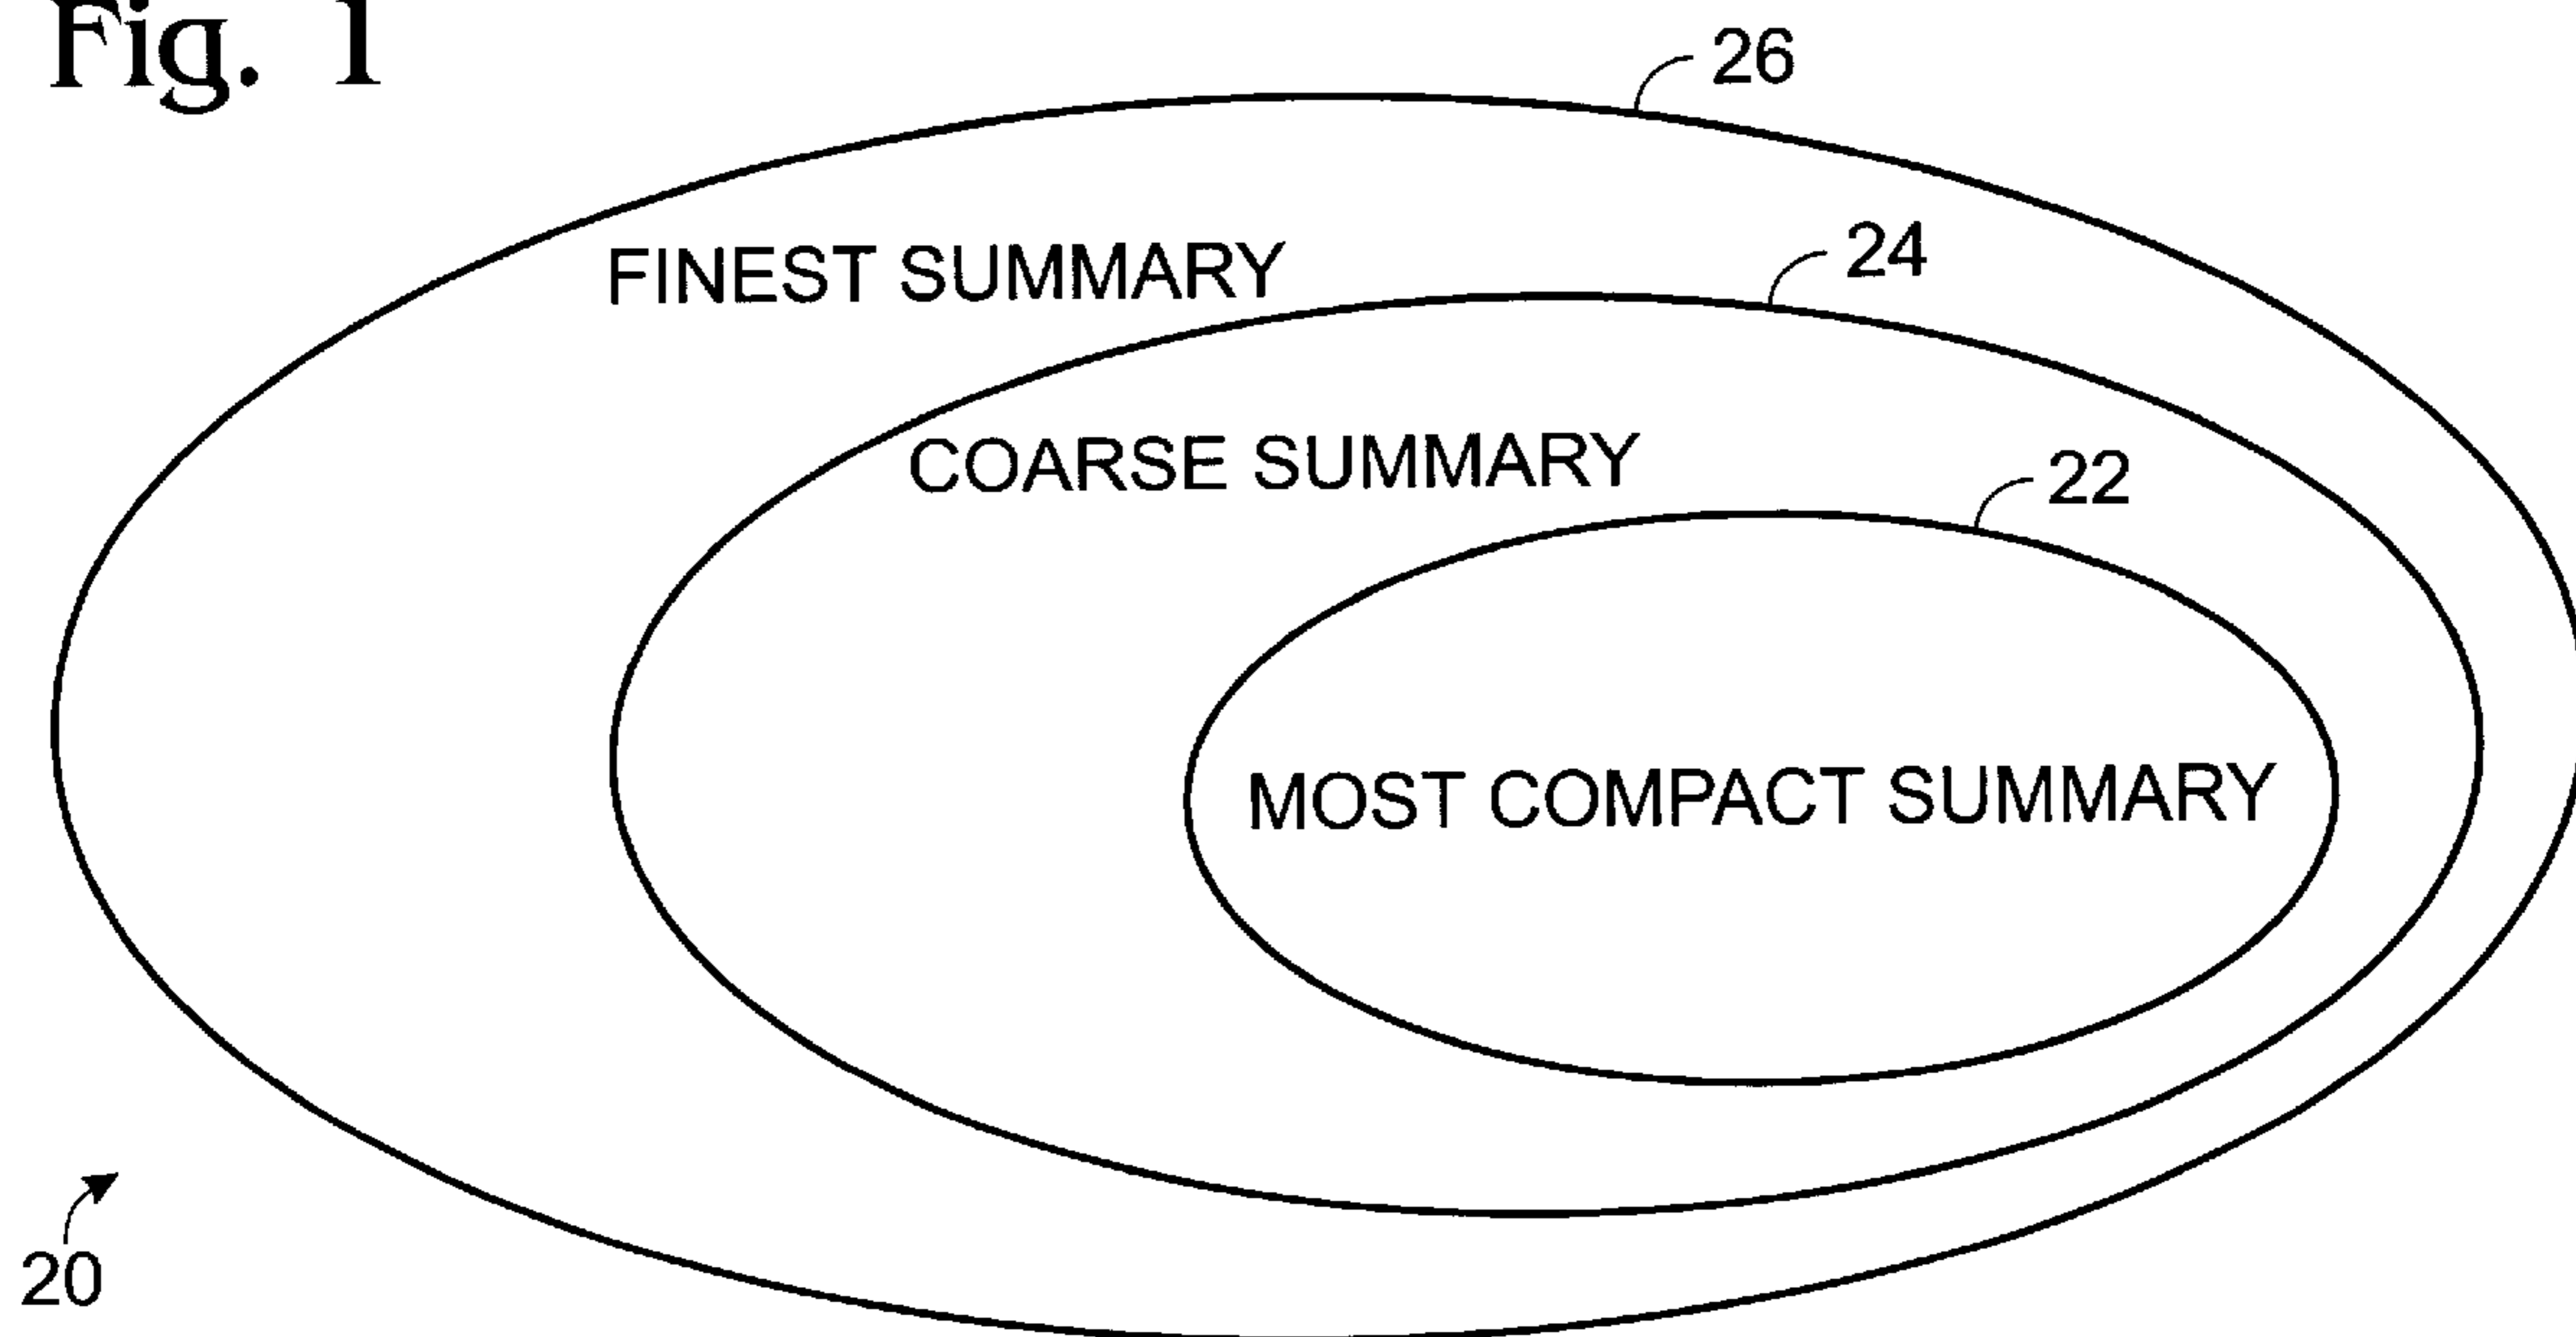 Fig. 1
26
FINEST SUMMARY
24
COARSE SUMMARY
22
MOST COMPACT SUMMARY
20